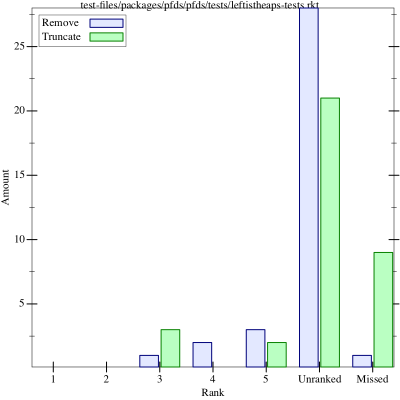 test-files/packages/pfds/pfds/tests/leftistheaps-tests.rkt
Remove
Truncate
25
20
15
10
5
Amount
1 2 3 4 5 Unranked Missed
Rank